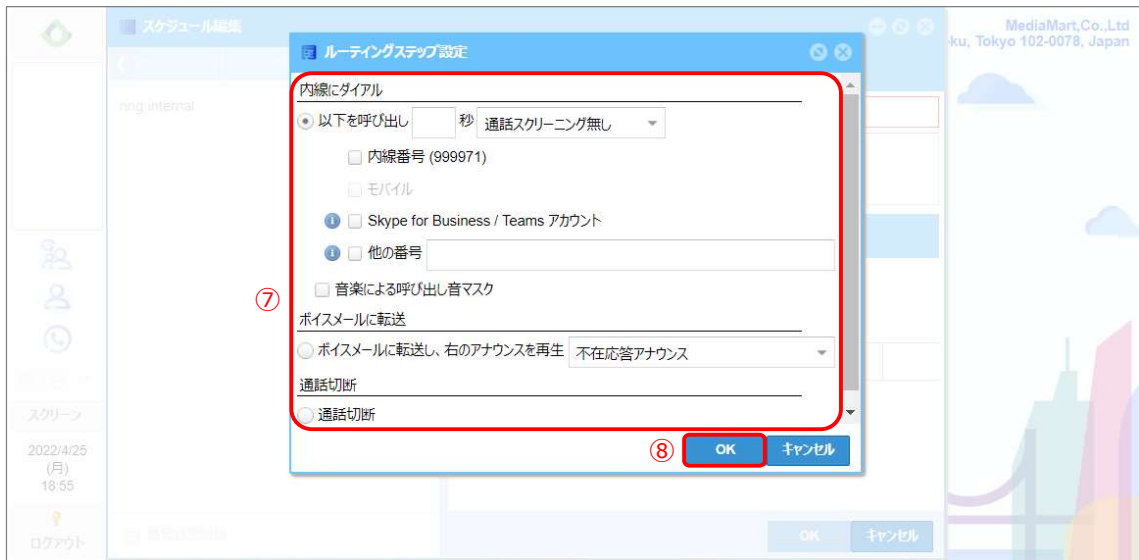 スケジュール編集
MediaMart,Co.,Ltd
-ku, Tokyo 102-0078, Japan
ルーティングステップ設定
ring internal
内線にダイアル
以下を呼び出し 秒 通話スクリーニング無し
内線番号 (999971)
モバイル
Skype for Business / Teams アカウント
他の番号
⑦
音楽による呼び出し音マスク
ボイスメールに転送
ボイスメールに転送し、右のアナウンスを再生 不在応答アナウンス
通話切断
通話切断
スクリーン
⑧ OK キャンセル
2022/4/25
(月)
18:55
ログアウト
OK キャンセル